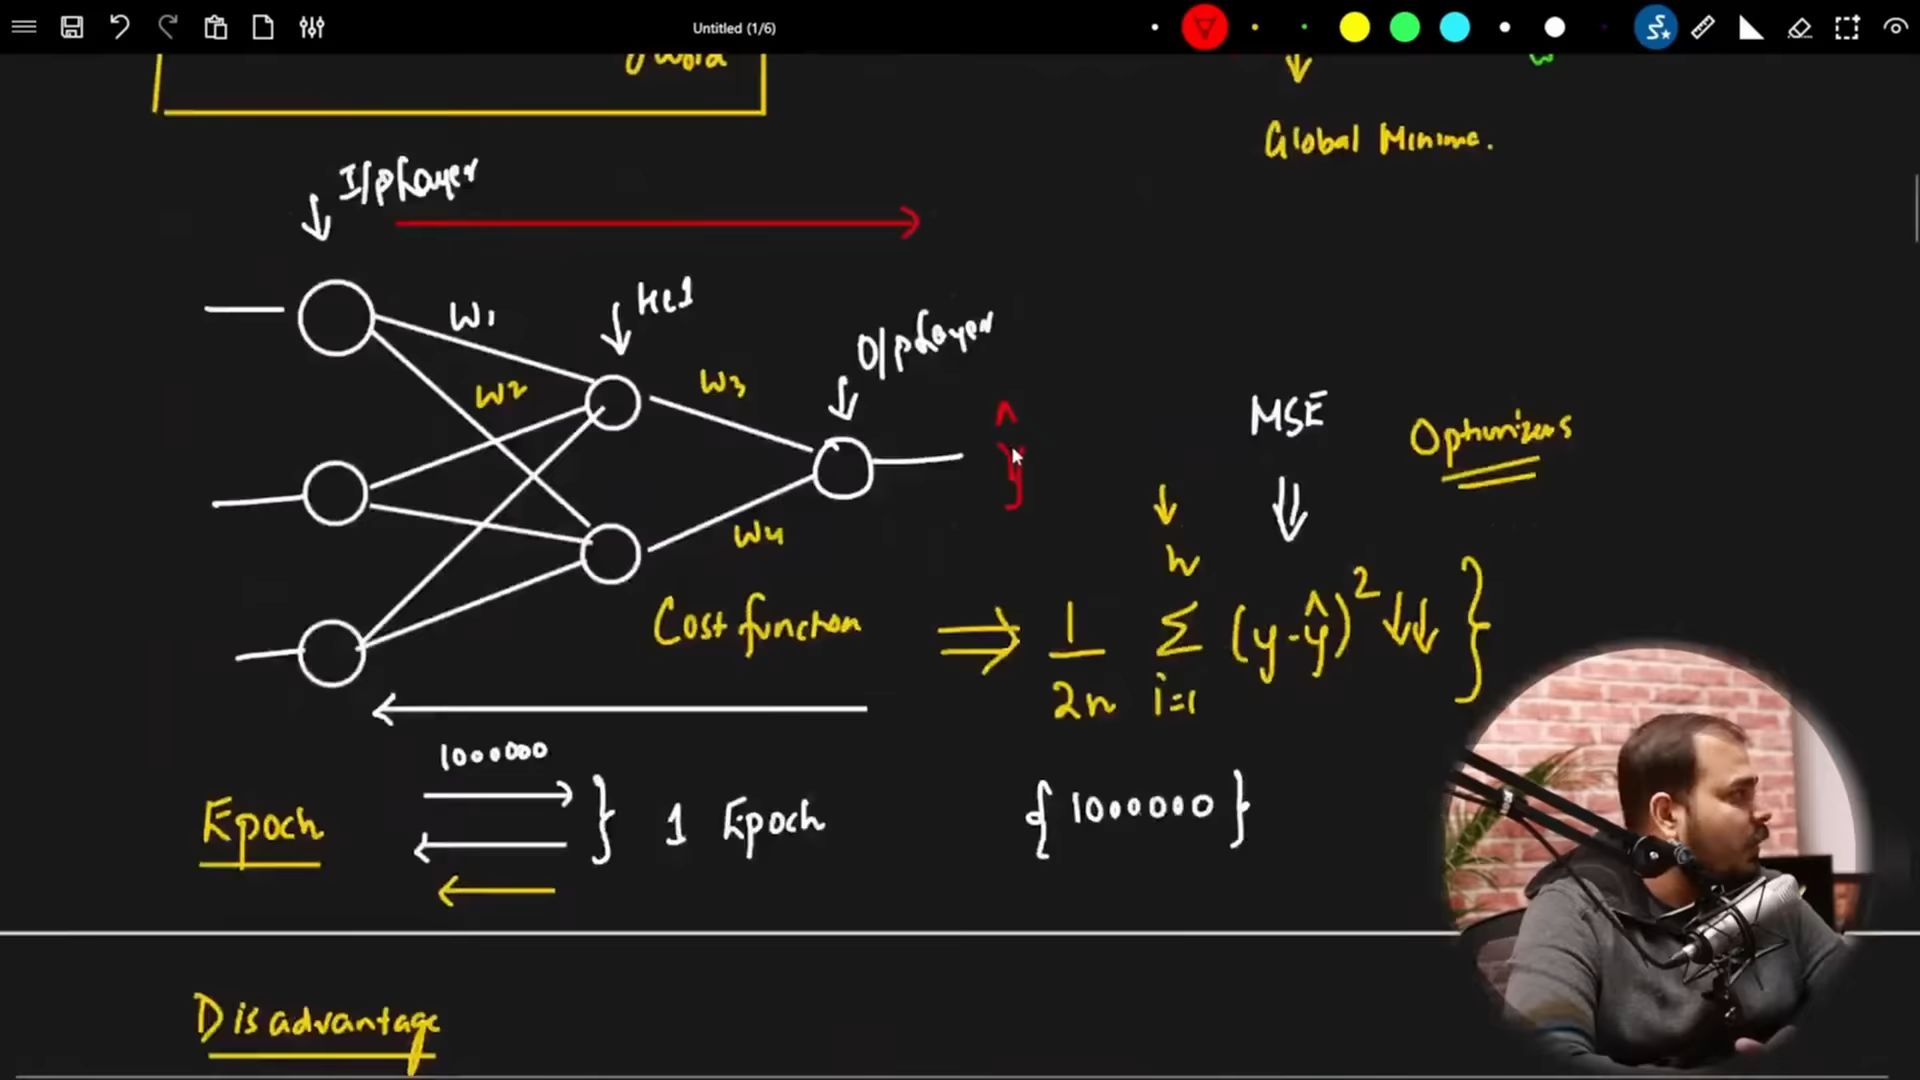 Untitled (1/6)
Global Minima.
I/p Layer
W1
HL1
W2
W3
O/p Layer
ŷ
MSE
Optimizers
W4
Cost function ⇒ 1/2n n Σ i=1 (y-ŷ)² ↓↓ }
1000000
Epoch } 1 Epoch { 1000000 }
Disadvantage